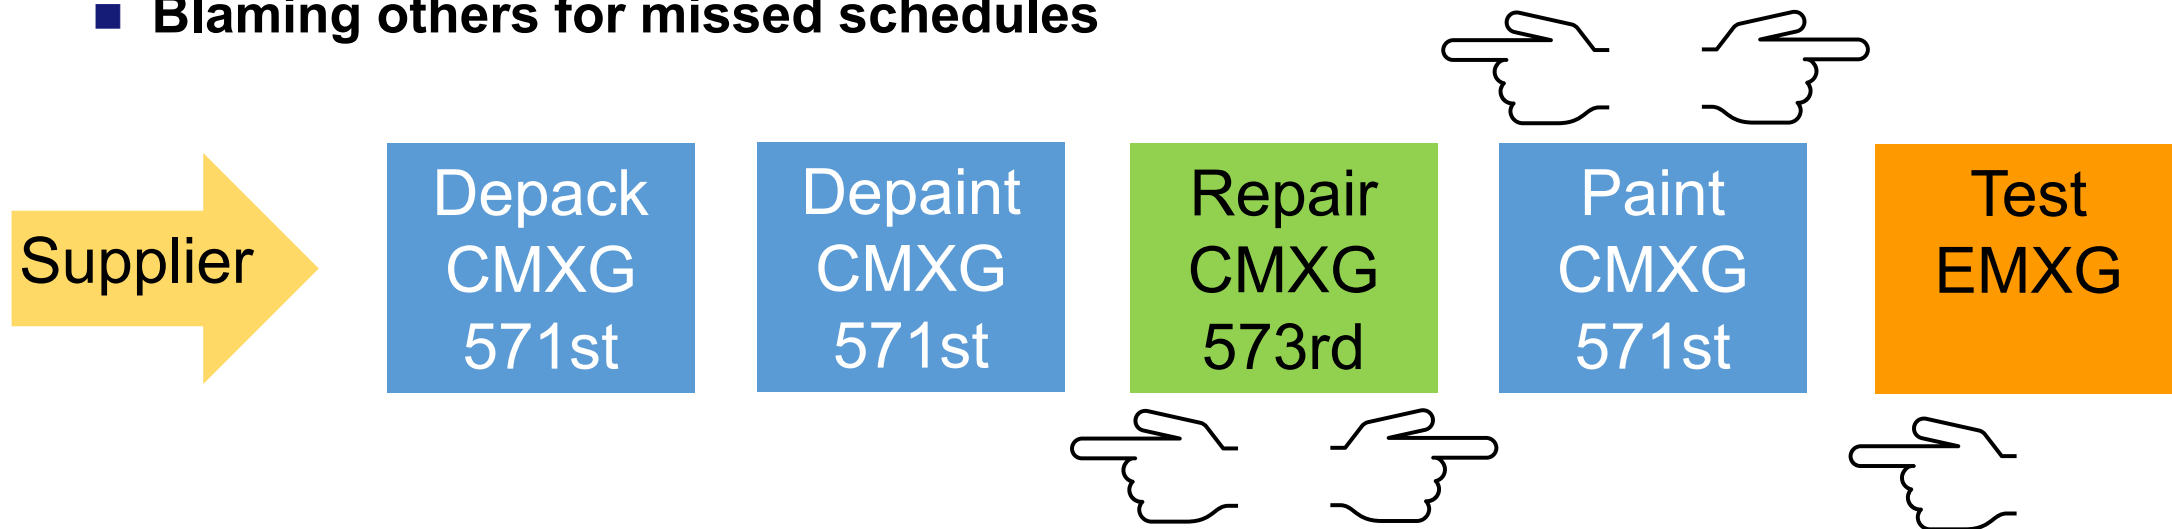 Blaming others for missed schedules
Supplier
Depack
CMXG
571st
Depaint
CMXG
571st
Repair
CMXG
573rd
Paint
CMXG
571st
Test
EMXG